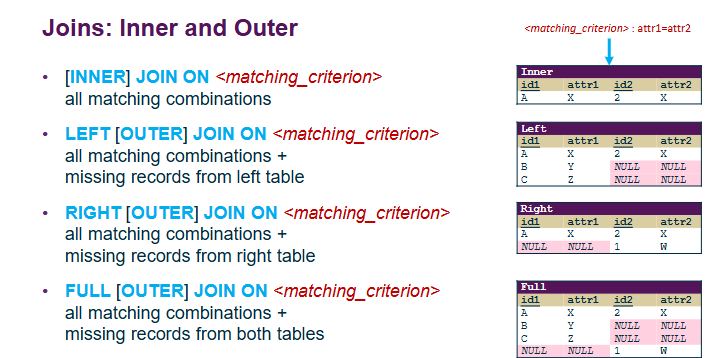 Joins: Inner and Outer
<matching_criterion> : attr1=attr2
• [INNER] JOIN ON <matching_criterion>
all matching combinations
• LEFT [OUTER] JOIN ON <matching_criterion>
all matching combinations +
missing records from left table
• RIGHT [OUTER] JOIN ON <matching_criterion>
all matching combinations +
missing records from right table
• FULL [OUTER] JOIN ON <matching_criterion>
all matching combinations +
missing records from both tables
Inner
id1 attr1 id2 attr2
A X 2 X
Left
id1 attr1 id2 attr2
A X 2 X
B Y NULL NULL
C Z NULL NULL
Right
id1 attr1 id2 attr2
A X 2 X
NULL NULL 1 W
Full
id1 attr1 id2 attr2
A X 2 X
B Y NULL NULL
C Z NULL NULL
NULL NULL 1 W